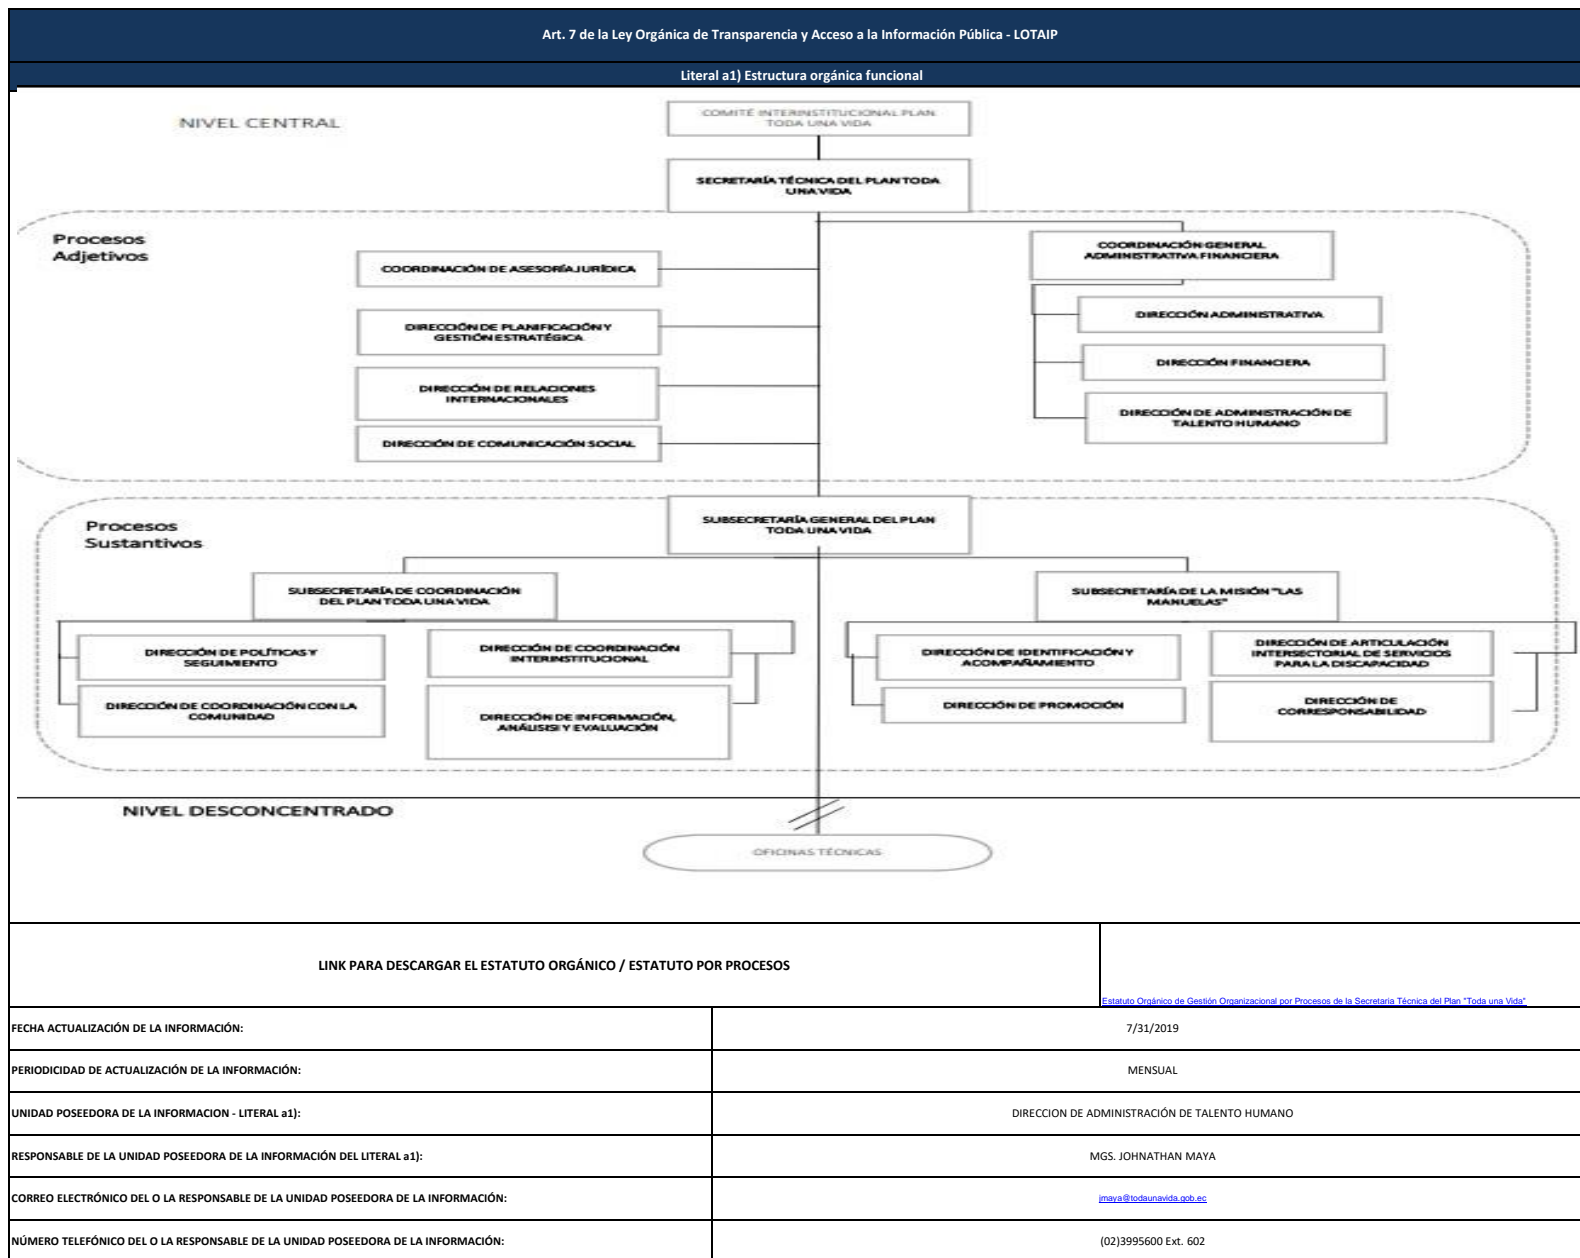 Art. 7 de la Ley Orgánica de Transparencia y Acceso a la Información Pública - LOTAIP
Literal a1) Estructura orgánica funcional
NIVEL CENTRAL
COMITÉ INTERINSTITUCIONAL PLAN
TODA UNA VIDA
SECRETARÍA TÉCNICA DEL PLAN TODA
UNA VIDA
Procesos
Adjetivos
COORDINACIÓN GENERAL
ADMINISTRATIVA FINANCIERA
COORDINACIÓN DE ASESORÍA JURÍDICA
DIRECCIÓN ADMINISTRATIVA
DIRECCIÓN DE PLANIFICACIÓN Y
GESTIÓN ESTRATÉGICA
DIRECCIÓN FINANCIERA
DIRECCIÓN DE RELACIONES
INTERNACIONALES
DIRECCIÓN DE ADMINISTRACIÓN DE
TALENTO HUMANO
DIRECCIÓN DE COMUNICACIÓN SOCIAL
Procesos
Sustantivos
SUBSECRETARÍA GENERAL DEL PLAN
TODA UNA VIDA
SUBSECRETARÍA DE COORDINACIÓN
DEL PLAN TODA UNA VIDA
SUBSECRETARÍA DE LA MISIÓN "LAS
MANUELAS"
DIRECCIÓN DE POLÍTICAS Y
SEGUIMIENTO
DIRECCIÓN DE COORDINACIÓN
INTERINSTITUCIONAL
DIRECCIÓN DE IDENTIFICACIÓN Y
ACOMPAÑAMIENTO
DIRECCIÓN DE ARTICULACIÓN
INTERSECTORIAL DE SERVICIOS
PARA LA DISCAPACIDAD
DIRECCIÓN DE COORDINACIÓN CON LA
COMUNIDAD
DIRECCIÓN DE INFORMACIÓN,
ANÁLISISI Y EVALUACIÓN
DIRECCIÓN DE PROMOCIÓN
DIRECCIÓN DE
CORRESPONSABILIDAD
NIVEL DESCONCENTRADO
OFICINAS TÉCNICAS
LINK PARA DESCARGAR EL ESTATUTO ORGÁNICO / ESTATUTO POR PROCESOS
Estatuto Orgánico de Gestión Organizacional por Procesos de la Secretaria Técnica del Plan "Toda una Vida"
FECHA ACTUALIZACIÓN DE LA INFORMACIÓN: 7/31/2019
PERIODICIDAD DE ACTUALIZACIÓN DE LA INFORMACIÓN: MENSUAL
UNIDAD POSEEDORA DE LA INFORMACION - LITERAL a1): DIRECCION DE ADMINISTRACIÓN DE TALENTO HUMANO
RESPONSABLE DE LA UNIDAD POSEEDORA DE LA INFORMACIÓN DEL LITERAL a1): MGS. JOHNATHAN MAYA
CORREO ELECTRÓNICO DEL O LA RESPONSABLE DE LA UNIDAD POSEEDORA DE LA INFORMACIÓN: jmaya@todaunavida.gob.ec
NÚMERO TELEFÓNICO DEL O LA RESPONSABLE DE LA UNIDAD POSEEDORA DE LA INFORMACIÓN: (02)3995600 Ext. 602